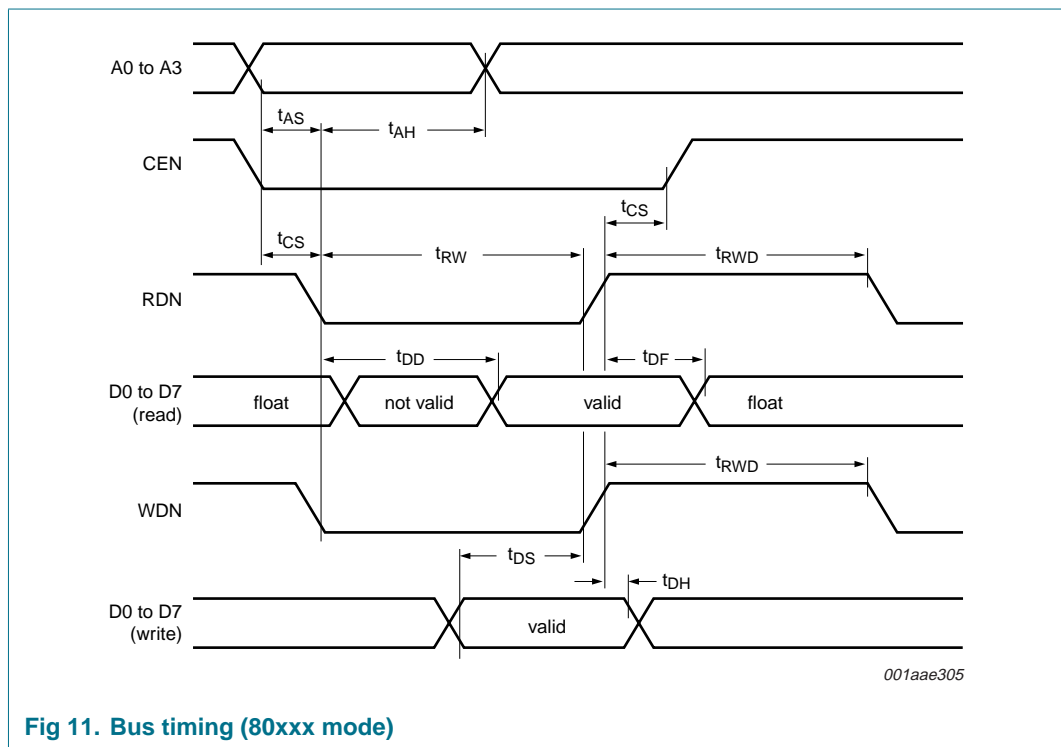 A0 to A3
tAS
tAH
CEN
tCS
tCS
tRW
tRWD
RDN
tDD
tDF
D0 to D7
(read)
float
not valid
valid
float
tRWD
WDN
tDS
tDH
D0 to D7
(write)
valid
001aae305
Fig 11. Bus timing (80xxx mode)